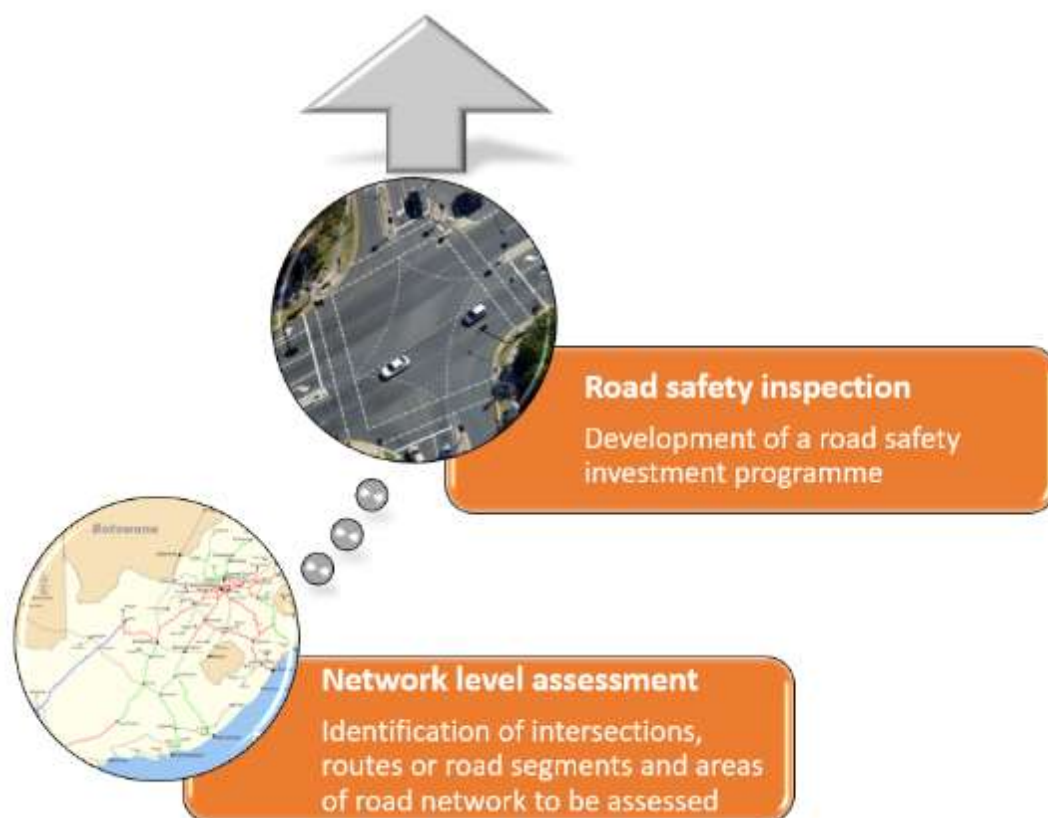 Road safety inspection
Development of a road safety
investment programme
Botswana
Network level assessment
Identification of intersections,
routes or road segments and areas
of road network to be assessed